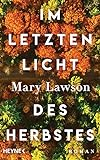 IM
LETZTEN
LICHT
Mary Lawson
DES
HERBSTES
HEYNE
ROMAN